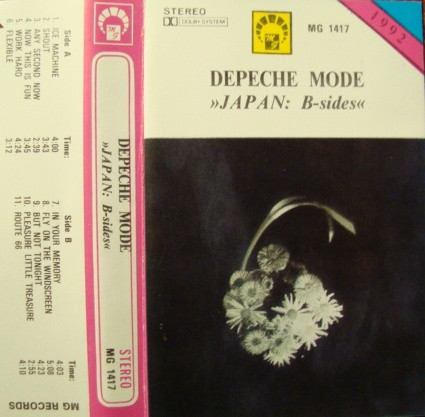 STEREO
DOLBY SYSTEM
MG 1417
1992
DEPECHE MODE
»JAPAN: B-sides«
DEPECHE MODE
»JAPAN: B-sides«
STEREO
MG 1417
Side A Time:
1. ICE MACHINE 4:00
2. SHOUT 3:43
3. ANY SECOND NOW 2:39
4. NOW THIS IS FUN 3:45
5. WORK HARD 4:24
6. FLEXIBLE 3:12
Side B Time:
7. IN YOUR MEMORY 4:03
8. FLY ON THE WINDSCREEN 5:08
9. BUT NOT TONIGHT 4:23
10. PLEASURE LITTLE TREASURE 2:55
11. ROUTE 66 4:10
MG RECORDS